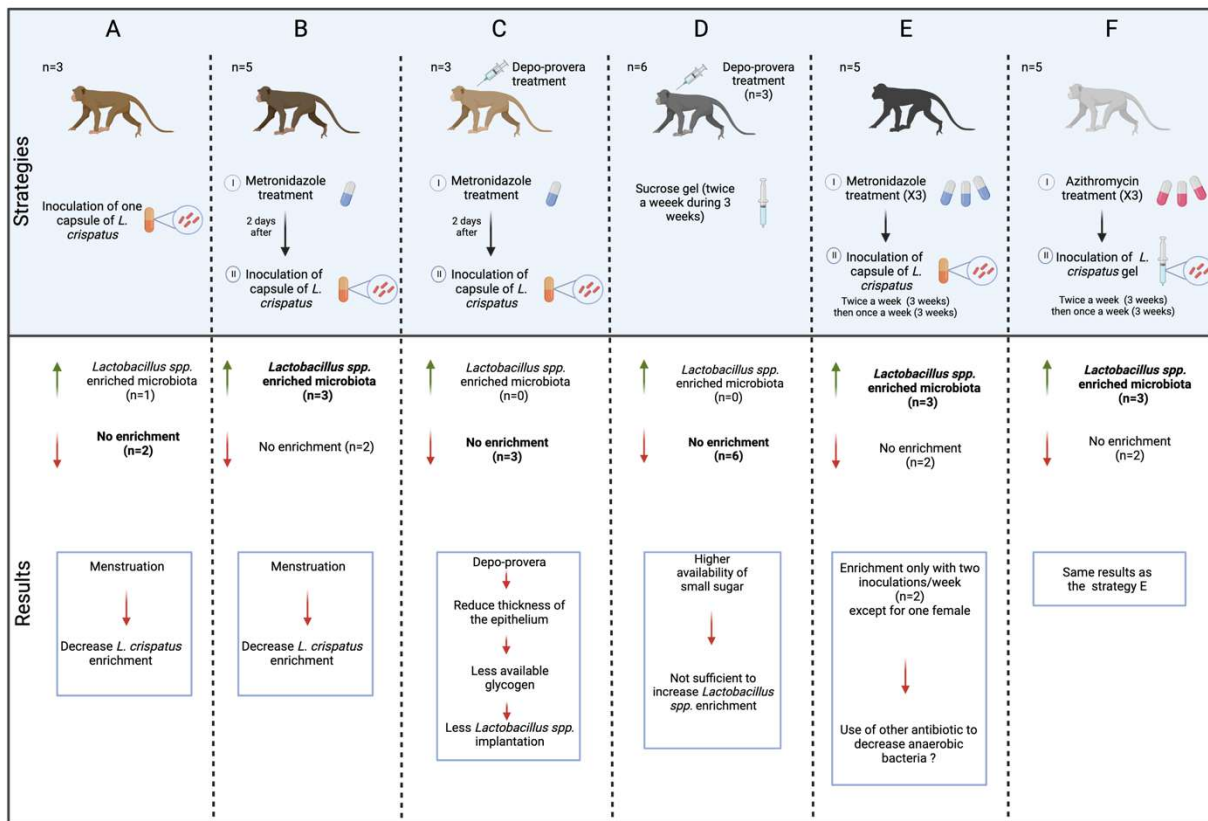 A
B
C
D
E
F
Strategies
n=3
Inoculation of one
capsule of L.
crispatus
n=5
I
Metronidazole
treatment
2 days
after
II
Inoculation of
capsule of L.
crispatus
n=3
Depo-provera
treatment
I
Metronidazole
treatment
2 days
after
II
Inoculation of
capsule of L.
crispatus
n=6
Depo-provera
treatment
(n=3)
Sucrose gel (twice
a weeek during 3
weeks)
n=5
I
Metronidazole
treatment (X3)
II
Inoculation of
capsule of L.
crispatus
Twice a week (3 weeks)
then once a week (3 weeks)
n=5
I
Azithromycin
treatment (X3)
II
Inoculation of L.
crispatus gel
Twice a week (3 weeks)
then once a week (3 weeks)
Results
Lactobacillus spp.
enriched microbiota
(n=1)
No enrichment
(n=2)
Menstruation
Decrease L. crispatus
enrichment
Lactobacillus spp.
enriched microbiota
(n=3)
No enrichment (n=2)
Menstruation
Decrease L. crispatus
enrichment
Lactobacillus spp.
enriched microbiota
(n=0)
No enrichment
(n=3)
Depo-provera
Reduce thickness of
the epithelium
Less available
glycogen
Less Lactobacillus spp.
implantation
Lactobacillus spp.
enriched microbiota
(n=0)
No enrichment
(n=6)
Higher
availability of
small sugar
Not sufficient to
increase Lactobacillus
spp. enrichment
Lactobacillus spp.
enriched microbiota
(n=3)
No enrichment
(n=2)
Enrichment only with two
inoculations/week
(n=2)
except for one female
Use of other antibiotic to
decrease anaerobic
bacteria ?
Lactobacillus spp.
enriched microbiota
(n=3)
No enrichment
(n=2)
Same results as
the strategy E